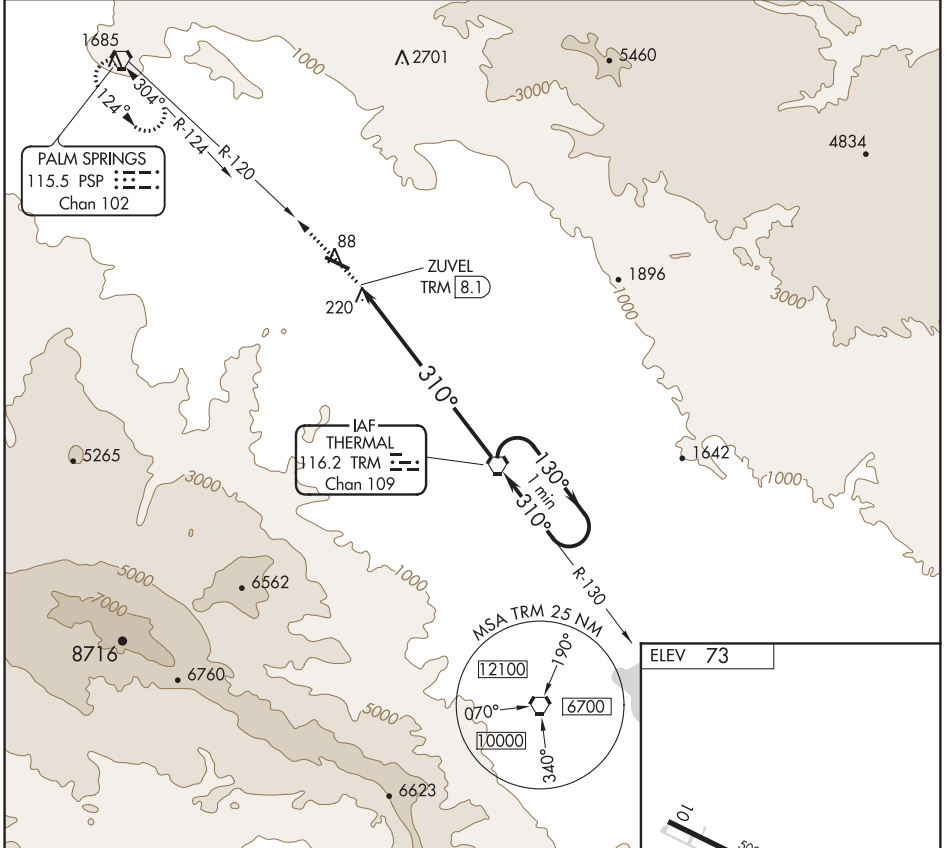 1685
2701
5460
1000
3000
4834
304°
124°
R-124
R-120
PALM SPRINGS
115.5 PSP
Chan 102
88
ZUVEL
TRM 8.1
220
1896
3000
310°
IAF
THERMAL
116.2 TRM
Chan 109
130°
1 min
310°
5265
3000
1642
1000
5000
7000
6562
1000
R-130
8716
6760
MSA TRM 25 NM
190°
12100
070°
6700
10000
340°
5000
6623
ELEV 73
10